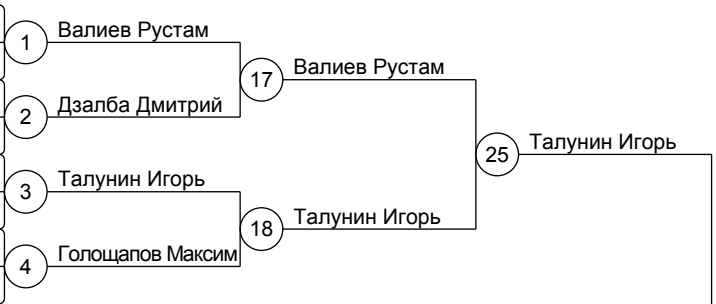 1 Валиев Рустам
17 Валиев Рустам
2 Дзалба Дмитрий
25 Талунин Игорь
3 Талунин Игорь
18 Талунин Игорь
4 Голощапов Максим